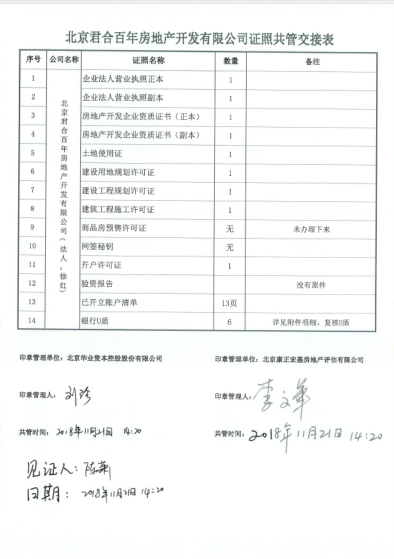 北京君合百年房地产开发有限公司证照共管交接表
序号 公司名称 证照名称 数量 备注
北京君合百年房地产开发有限公司(法人:徐红)
1 企业法人营业执照正本 1
2 企业法人营业执照副本 1
3 房地产开发企业资质证书(正本) 1
4 房地产开发企业资质证书(副本) 1
5 土地使用证 1
6 建设用地规划许可证 1
7 建设工程规划许可证 1
8 建筑工程施工许可证 1
9 商品房预售许可证 无 未办理下来
10 网签秘钥 无
11 开户许可证 1
12 验资报告 没有原件
13 已开立账户清单 13页
14 银行U盾 6 详见附件明细,复核U盾
印章管理单位:北京华业资本控股股份有限公司 印章管理单位:北京康正宏基房地产评估有限公司
印章管理人:刘珍 印章管理人:李文军
共管时间:2018年11月21日 14:20 共管时间:2018年11月21日 14:20
见证人:陈
日期:2018年11月21日 14:20